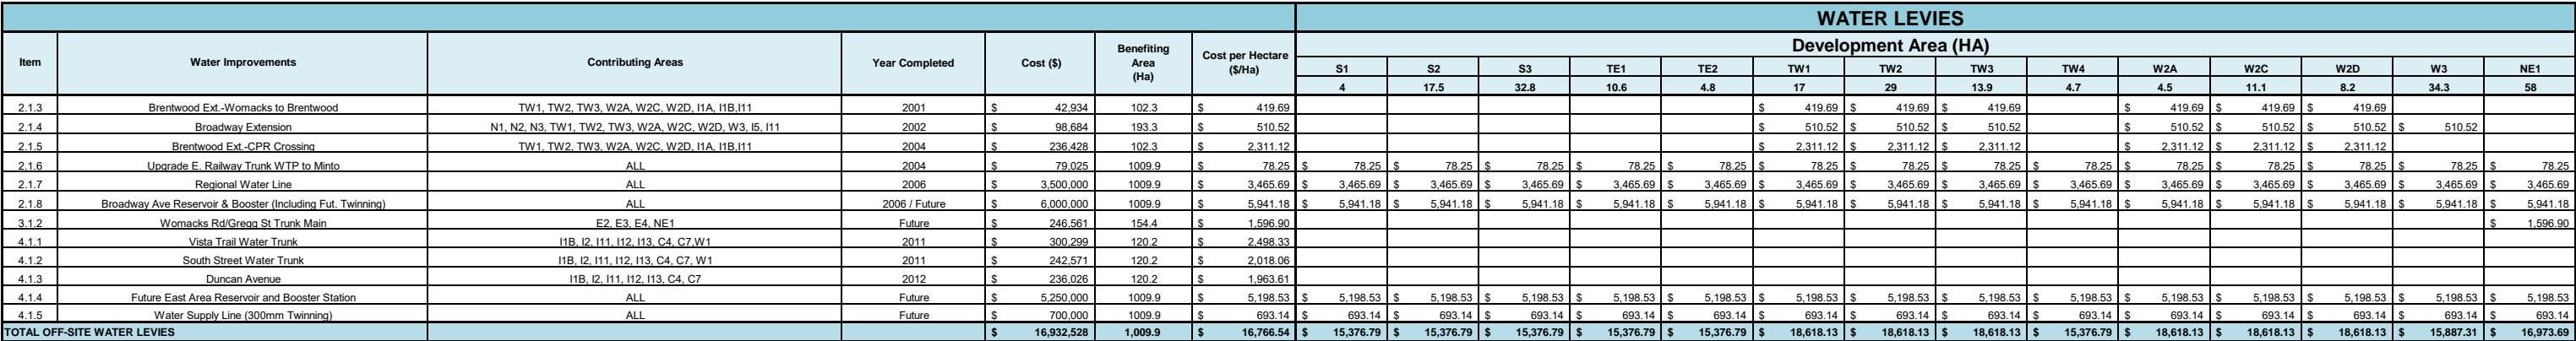 WATER LEVIES
Item Water Improvements Contributing Areas Year Completed Cost ($) Benefiting Area (Ha) Cost per Hectare ($/Ha) Development Area (HA)
S1 S2 S3 TE1 TE2 TW1 TW2 TW3 TW4 W2A W2C W2D W3 NE1
4 17.5 32.8 10.6 4.8 17 29 13.9 4.7 4.5 11.1 8.2 34.3 58
2.1.3 Brentwood Ext.-Womacks to Brentwood TW1, TW2, TW3, W2A, W2C, W2D, I1A, I1B,I11 2001 $ 42,934 102.3 $ 419.69 $ 419.69 $ 419.69 $ 419.69 $ 419.69 $ 419.69 $ 419.69
2.1.4 Broadway Extension N1, N2, N3, TW1, TW2, TW3, W2A, W2C, W2D, W3, I5, I11 2002 $ 98,684 193.3 $ 510.52 $ 510.52 $ 510.52 $ 510.52 $ 510.52 $ 510.52 $ 510.52 $ 510.52
2.1.5 Brentwood Ext.-CPR Crossing TW1, TW2, TW3, W2A, W2C, W2D, I1A, I1B,I11 2004 $ 236,428 102.3 $ 2,311.12 $ 2,311.12 $ 2,311.12 $ 2,311.12 $ 2,311.12 $ 2,311.12 $ 2,311.12
2.1.6 Upgrade E. Railway Trunk WTP to Minto ALL 2004 $ 79,025 1009.9 $ 78.25 $ 78.25 $ 78.25 $ 78.25 $ 78.25 $ 78.25 $ 78.25 $ 78.25 $ 78.25 $ 78.25 $ 78.25 $ 78.25 $ 78.25 $ 78.25 $ 78.25
2.1.7 Regional Water Line ALL 2006 $ 3,500,000 1009.9 $ 3,465.69 $ 3,465.69 $ 3,465.69 $ 3,465.69 $ 3,465.69 $ 3,465.69 $ 3,465.69 $ 3,465.69 $ 3,465.69 $ 3,465.69 $ 3,465.69 $ 3,465.69 $ 3,465.69 $ 3,465.69 $ 3,465.69
2.1.8 Broadway Ave Reservoir & Booster (Including Fut. Twinning) ALL 2006 / Future $ 6,000,000 1009.9 $ 5,941.18 $ 5,941.18 $ 5,941.18 $ 5,941.18 $ 5,941.18 $ 5,941.18 $ 5,941.18 $ 5,941.18 $ 5,941.18 $ 5,941.18 $ 5,941.18 $ 5,941.18 $ 5,941.18 $ 5,941.18 $ 5,941.18
3.1.2 Womacks Rd/Gregg St Trunk Main E2, E3, E4, NE1 Future $ 246,561 154.4 $ 1,596.90 $ 1,596.90
4.1.1 Vista Trail Water Trunk I1B, I2, I11, I12, I13, C4, C7,W1 2011 $ 300,299 120.2 $ 2,498.33
4.1.2 South Street Water Trunk I1B, I2, I11, I12, I13, C4, C7, W1 2011 $ 242,571 120.2 $ 2,018.06
4.1.3 Duncan Avenue I1B, I2, I11, I12, I13, C4, C7 2012 $ 236,026 120.2 $ 1,963.61
4.1.4 Future East Area Reservoir and Booster Station ALL Future $ 5,250,000 1009.9 $ 5,198.53 $ 5,198.53 $ 5,198.53 $ 5,198.53 $ 5,198.53 $ 5,198.53 $ 5,198.53 $ 5,198.53 $ 5,198.53 $ 5,198.53 $ 5,198.53 $ 5,198.53 $ 5,198.53 $ 5,198.53 $ 5,198.53
4.1.5 Water Supply Line (300mm Twinning) ALL Future $ 700,000 1009.9 $ 693.14 $ 693.14 $ 693.14 $ 693.14 $ 693.14 $ 693.14 $ 693.14 $ 693.14 $ 693.14 $ 693.14 $ 693.14 $ 693.14 $ 693.14 $ 693.14 $ 693.14
TOTAL OFF-SITE WATER LEVIES $ 16,932,528 1,009.9 $ 16,766.54 $ 15,376.79 $ 15,376.79 $ 15,376.79 $ 15,376.79 $ 15,376.79 $ 18,618.13 $ 18,618.13 $ 18,618.13 $ 15,376.79 $ 18,618.13 $ 18,618.13 $ 18,618.13 $ 15,887.31 $ 16,973.69